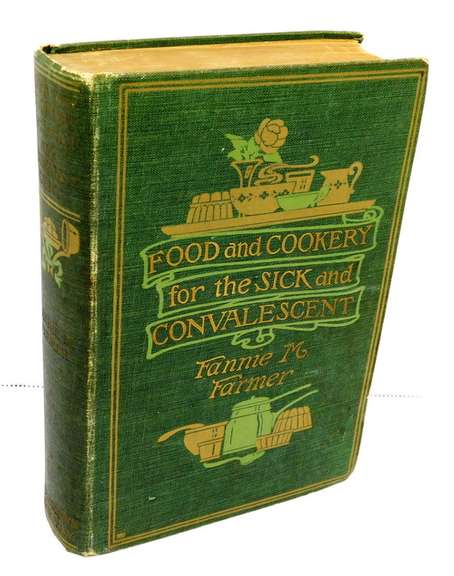 FOOD and COOKERY
for the SICK and
CONVALESCENT
Fannie M
Farmer